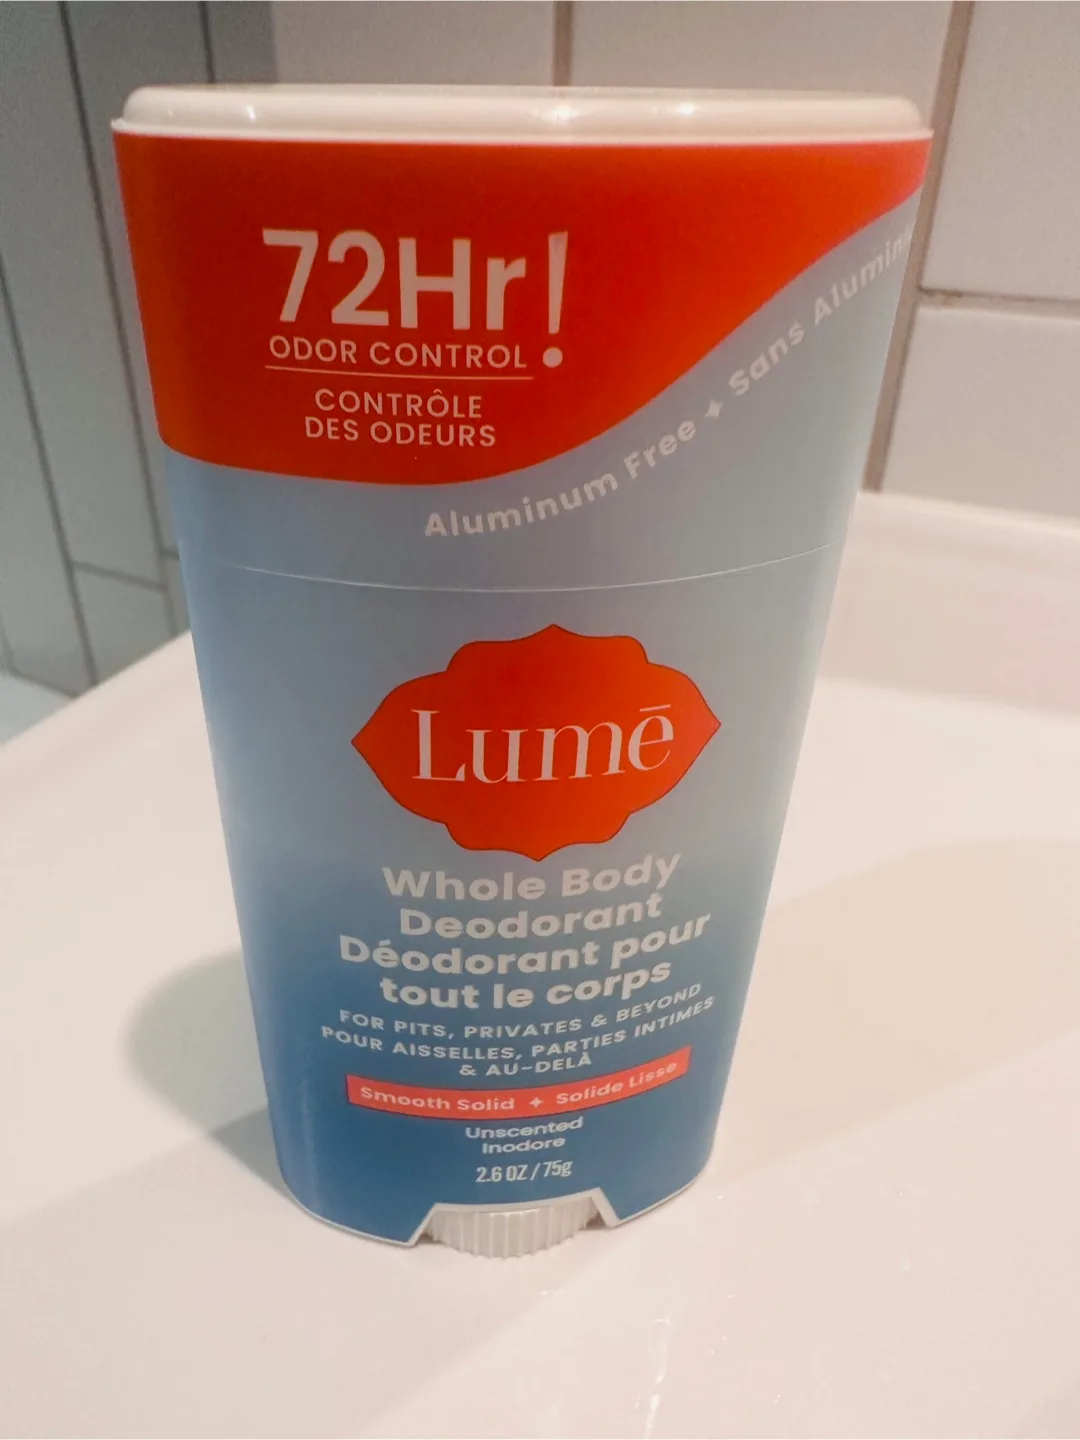 72Hr!
ODOR CONTROL
CONTRÔLE
DES ODEURS
Aluminum Free + Sans Alumin
Lumē
Whole Body
Deodorant
Déodorant pour
tout le corps
FOR PITS, PRIVATES & BEYOND
POUR AISSELLES, PARTIES INTIMES
& AU-DELÀ
Smooth Solid + Solide Lisse
Unscented
Inodore
2.6 OZ / 75g